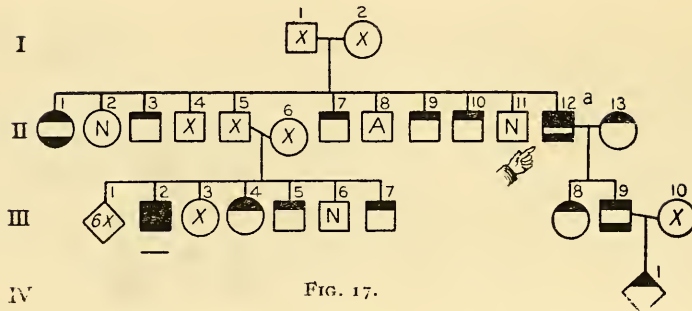 1 2
I X X
1 2 3 4 5 6 7 8 9 10 11 12 a 13
II N X X X A N
1 2 3 4 5 6 7 8 9 10
III 6X X N X
1
IV FIG. 17.